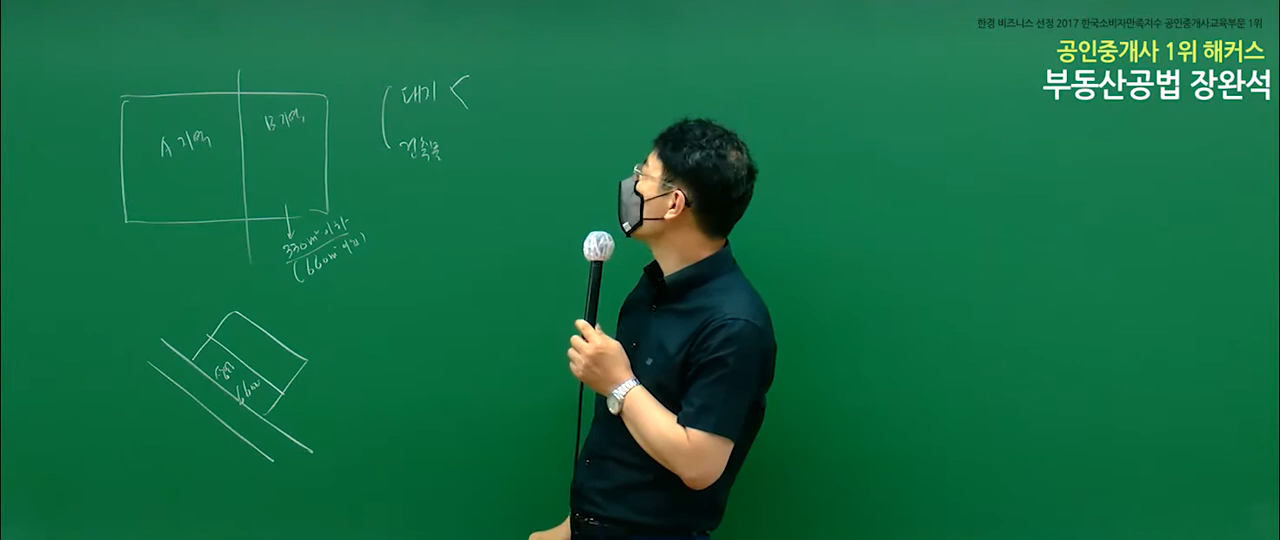 한경 비즈니스 선정 2017 한국소비자만족지수 공인중개사교육부문 1위
공인중개사 1위 해커스
부동산공법 장완석
A 지역
B 지역
대지 <
건축물
330m² 이하
(660m²
660m²